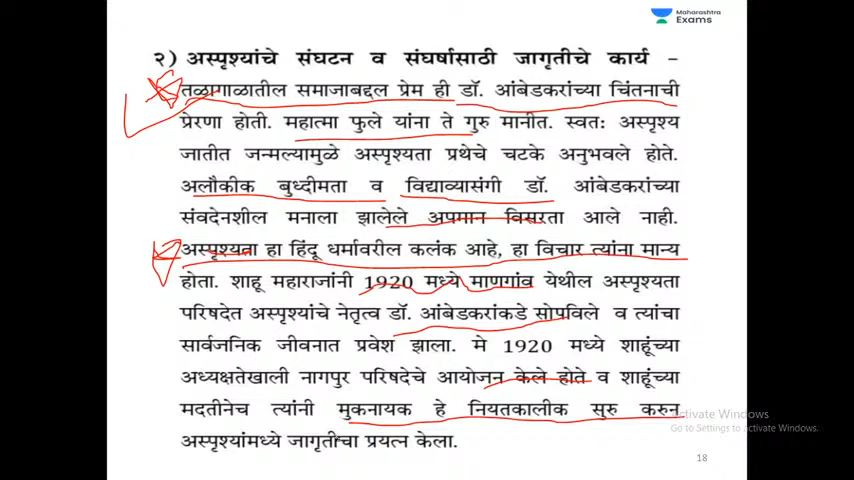 Maharashtra
Exams
२) अस्पृश्यांचे संघटन व संघर्षासाठी जागृतीचे कार्य –
तळागाळातील समाजाबद्दल प्रेम ही डॉ. आंबेडकरांच्या चिंतनाची
प्रेरणा होती. महात्मा फुले यांना ते गुरु मानीत. स्वतः अस्पृश्य
जातीत जन्मल्यामुळे अस्पृश्यता प्रथेचे चटके अनुभवले होते.
अलौकीक बुध्दीमता व विद्याव्यासंगी डॉ. आंबेडकरांच्या
संवदेनशील मनाला झालेले अपमान विसरता आले नाही.
अस्पृश्यता हा हिंदू धर्मावरील कलंक आहे, हा विचार त्यांना मान्य
होता. शाहू महाराजांनी 1920 मध्ये माणगांव येथील अस्पृश्यता
परिषदेत अस्पृश्यांचे नेतृत्व डॉ. आंबेडकरांकडे सोपविले व त्यांचा
सार्वजनिक जीवनात प्रवेश झाला. मे 1920 मध्ये शाहूंच्या
अध्यक्षतेखाली नागपुर परिषदेचे आयोजन केले होते व शाहूंच्या
मदतीनेच त्यांनी मुकनायक हे नियतकालीक सुरु करुन
अस्पृश्यांमध्ये जागृतीचा प्रयत्न केला.
Activate Windows
Go to Settings to activate Windows.
18